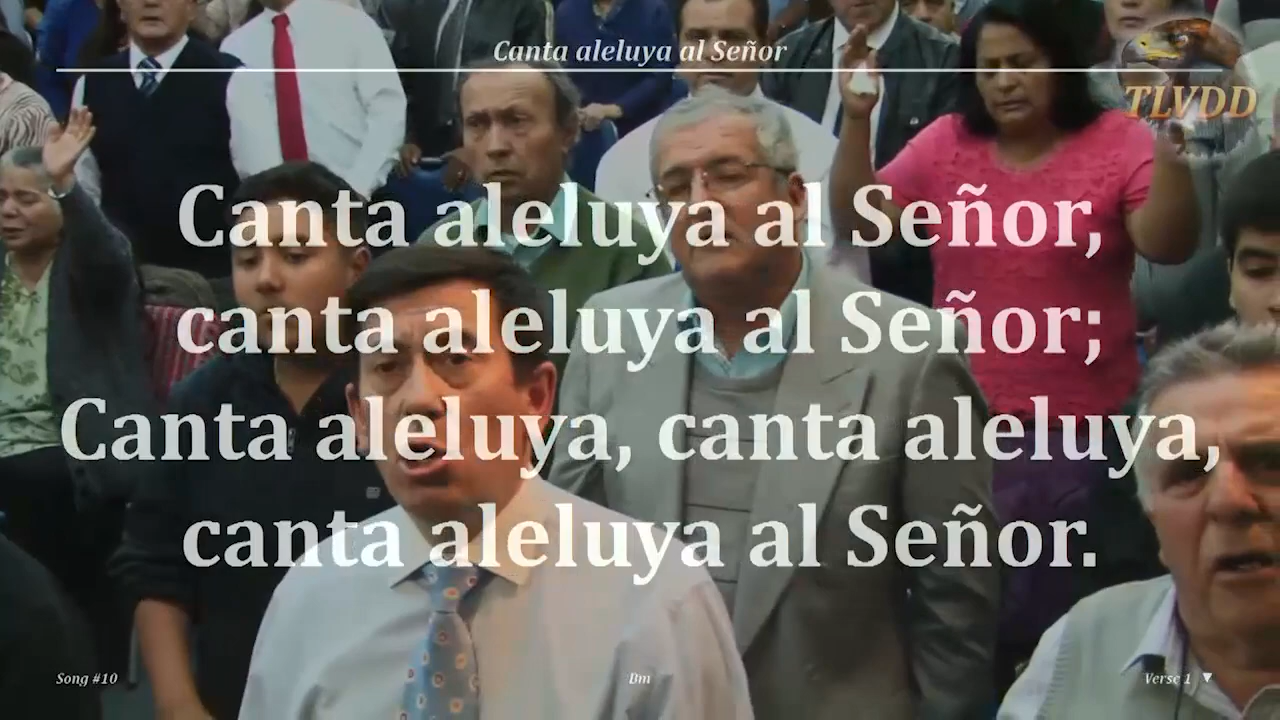 Canta aleluya al Señor
TLVDD
Canta aleluya al Señor,
canta aleluya al Señor;
Canta aleluya, canta aleluya,
canta aleluya al Señor.
Song #10
Bm
Verse 1 ▼